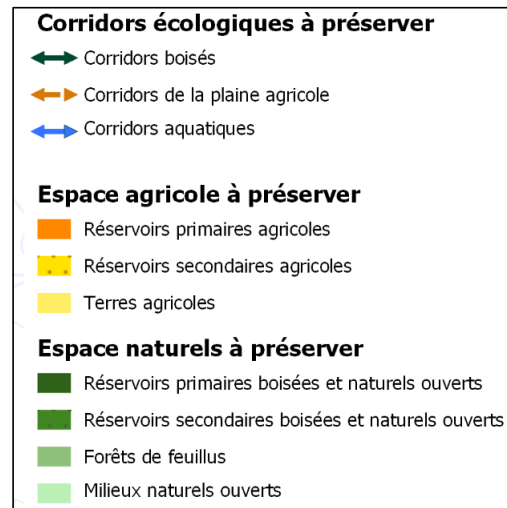 Corridors écologiques à préserver
Corridors boisés
Corridors de la plaine agricole
Corridors aquatiques
Espace agricole à préserver
Réservoirs primaires agricoles
Réservoirs secondaires agricoles
Terres agricoles
Espace naturels à préserver
Réservoirs primaires boisées et naturels ouverts
Réservoirs secondaires boisées et naturels ouverts
Forêts de feuillus
Milieux naturels ouverts